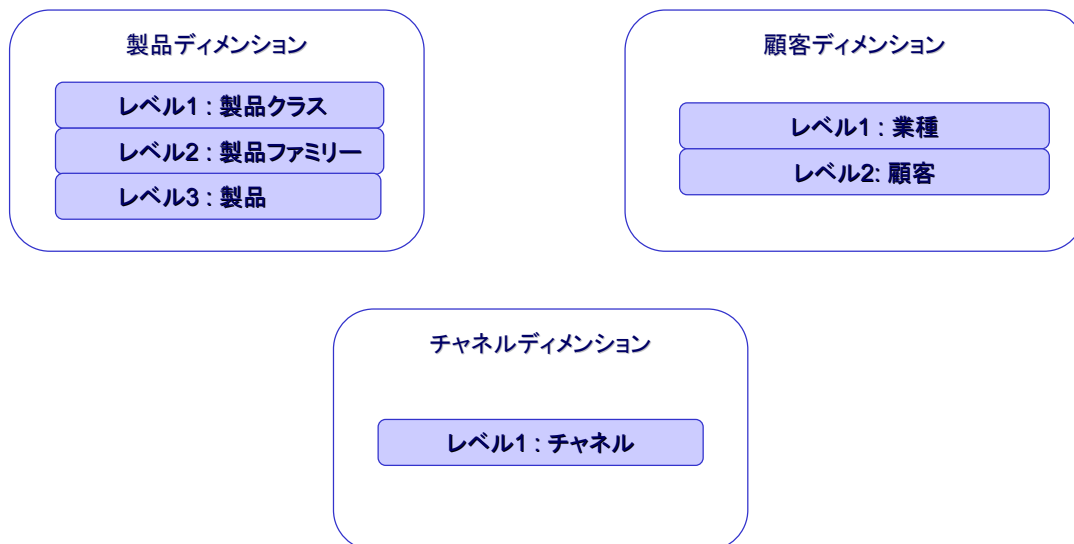 製品ディメンション
レベル1 : 製品クラス
レベル2 : 製品ファミリー
レベル3 : 製品
顧客ディメンション
レベル1 : 業種
レベル2: 顧客
チャネルディメンション
レベル1 : チャネル